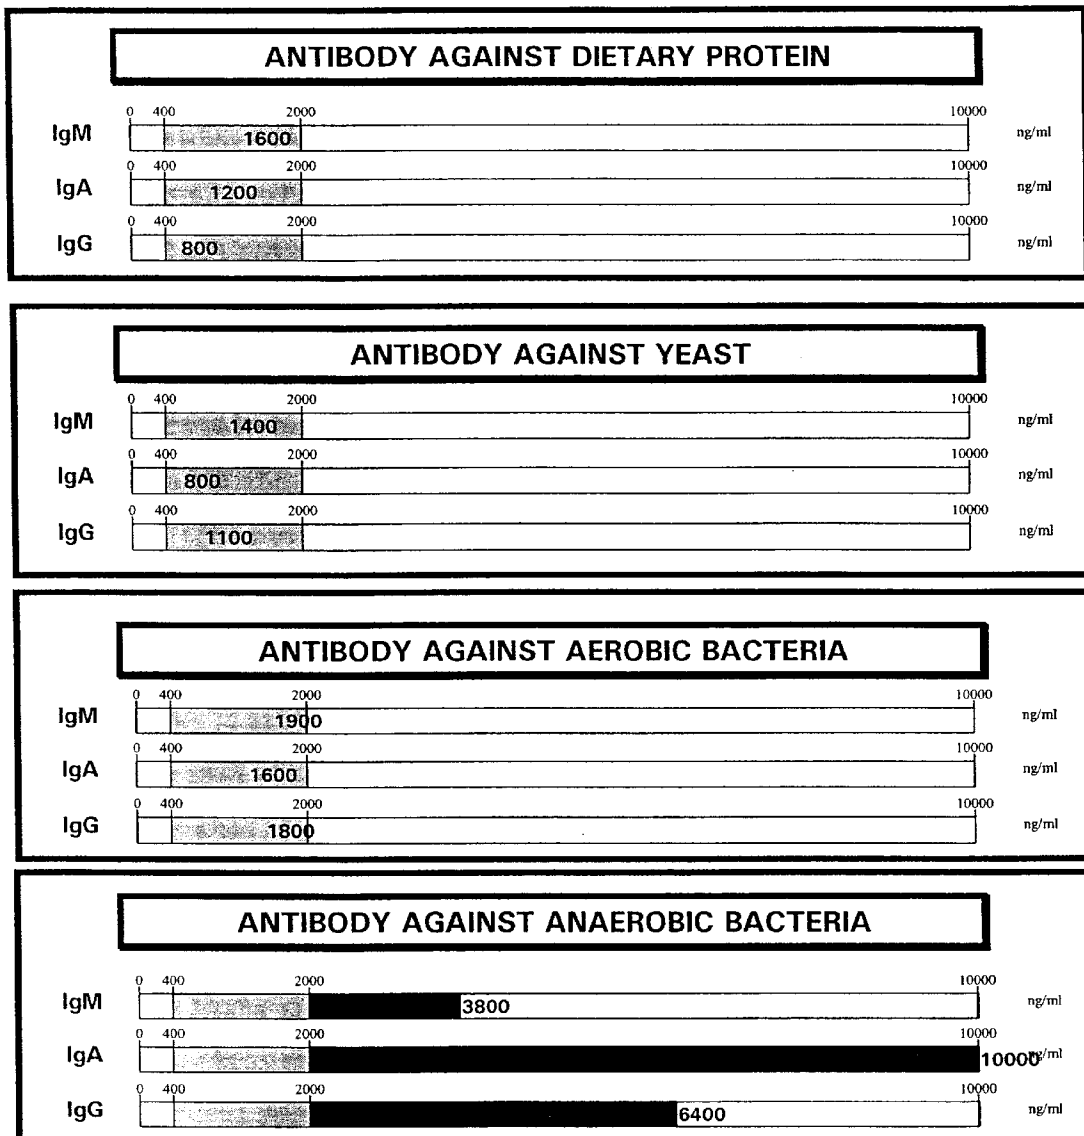 ANTIBODY AGAINST DIETARY PROTEIN
0 400 2000 10000
IgM 1600 ng/ml
0 400 2000 10000
IgA 1200 ng/ml
0 400 2000 10000
IgG 800 ng/ml
ANTIBODY AGAINST YEAST
0 400 2000 10000
IgM 1400 ng/ml
0 400 2000 10000
IgA 800 ng/ml
0 400 2000 10000
IgG 1100 ng/ml
ANTIBODY AGAINST AEROBIC BACTERIA
0 400 2000 10000
IgM 1900 ng/ml
0 400 2000 10000
IgA 1600 ng/ml
0 400 2000 10000
IgG 1800 ng/ml
ANTIBODY AGAINST ANAEROBIC BACTERIA
0 400 2000 10000
IgM 3800 ng/ml
0 400 2000 10000
IgA 10000 ng/ml
0 400 2000 10000
IgG 6400 ng/ml